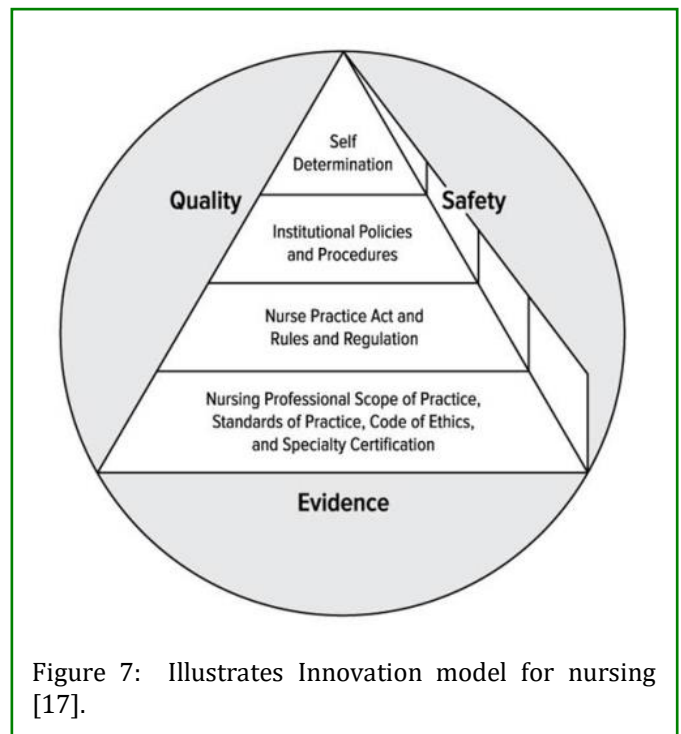 Self
Determination
Quality
Safety
Institutional Policies
and Procedures
Nurse Practice Act and
Rules and Regulation
Nursing Professional Scope of Practice,
Standards of Practice, Code of Ethics,
and Specialty Certification
Evidence
Figure 7: Illustrates Innovation model for nursing
[17].